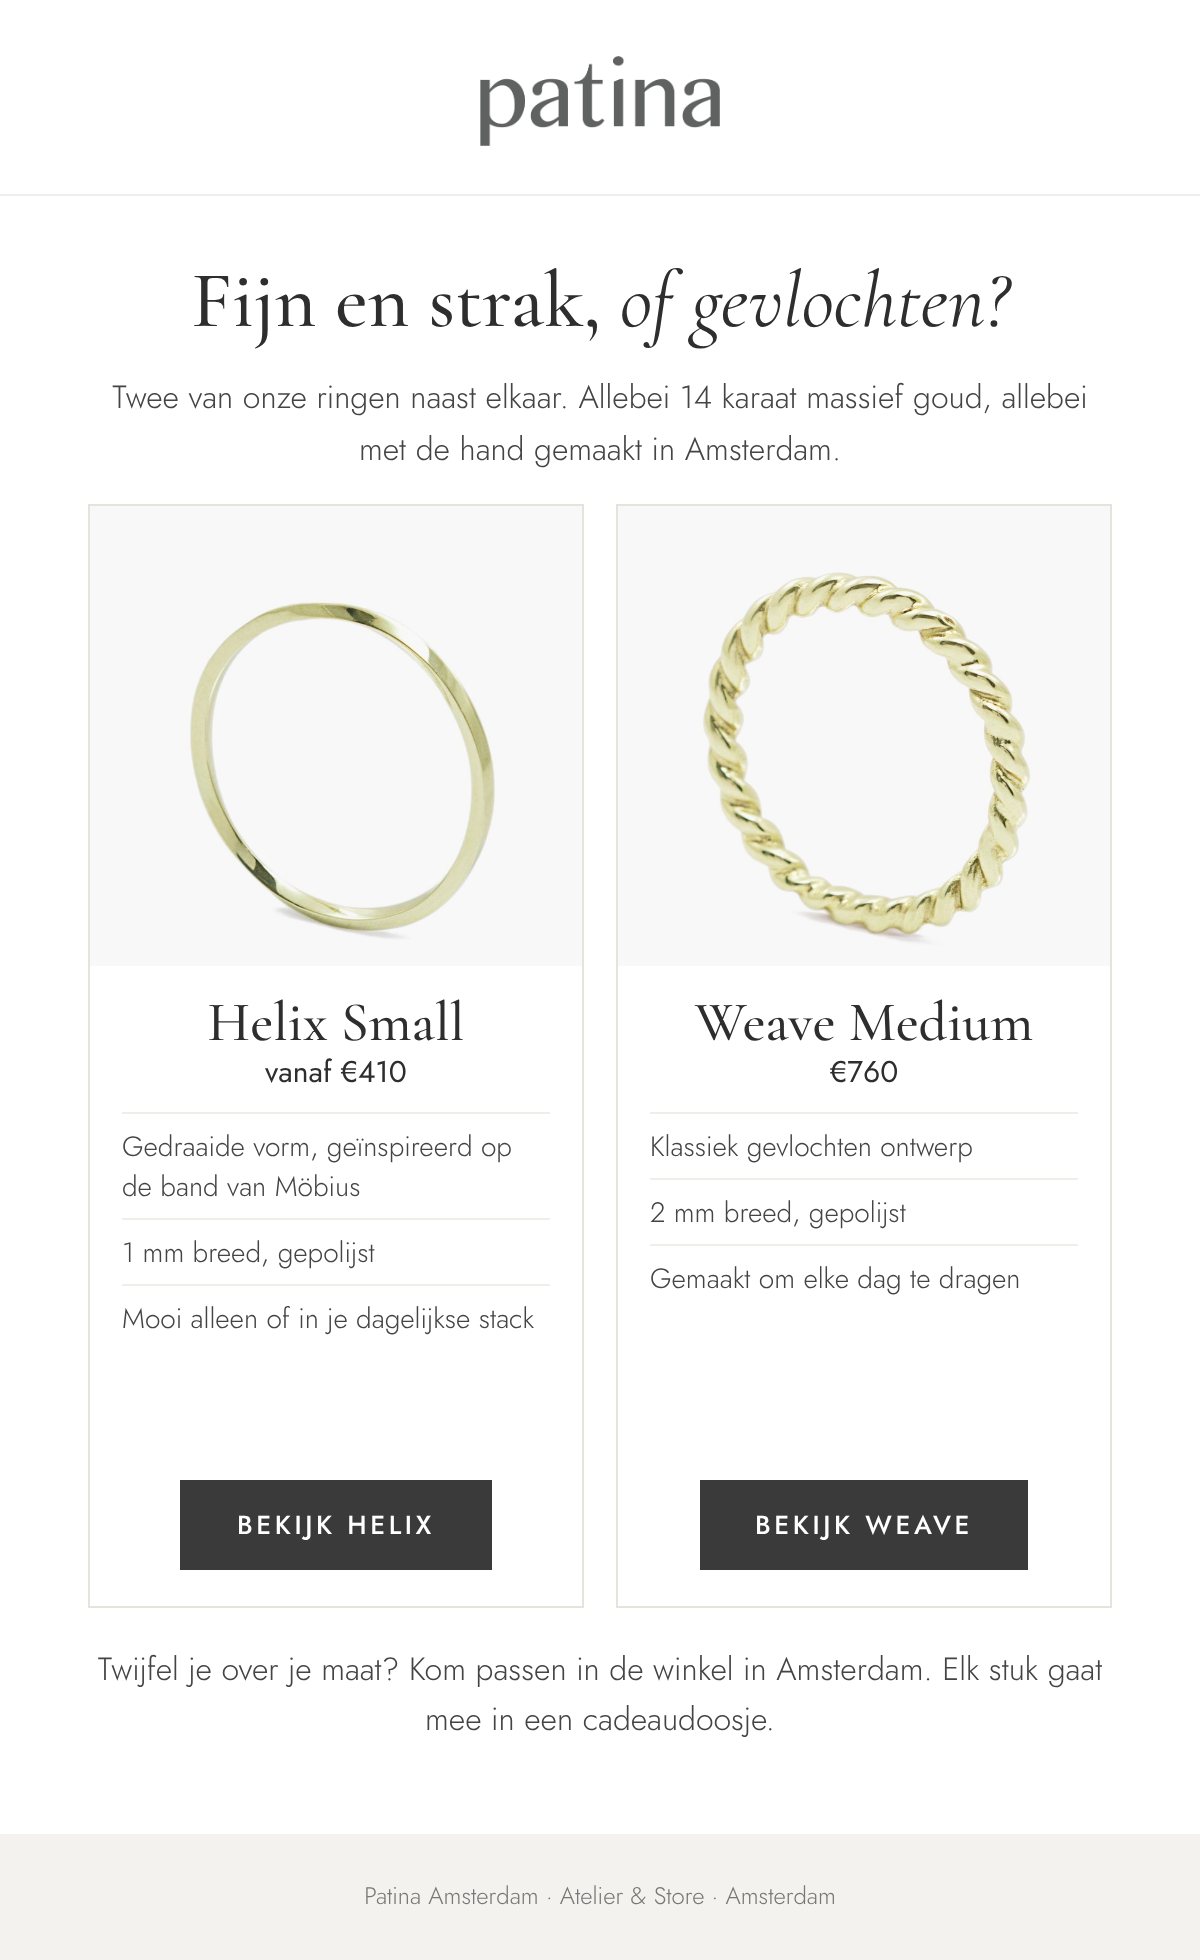 patina
Fijn en strak, of gevlochten?
Twee van onze ringen naast elkaar. Allebei 14 karaat massief goud, allebei
met de hand gemaakt in Amsterdam.
Helix Small
vanaf €410
Gedraaide vorm, geïnspireerd op
de band van Möbius
1 mm breed, gepolijst
Mooi alleen of in je dagelijkse stack
BEKIJK HELIX
Weave Medium
€760
Klassiek gevlochten ontwerp
2 mm breed, gepolijst
Gemaakt om elke dag te dragen
BEKIJK WEAVE
Twijfel je over je maat? Kom passen in de winkel in Amsterdam. Elk stuk gaat
mee in een cadeaudoosje.
Patina Amsterdam · Atelier & Store · Amsterdam